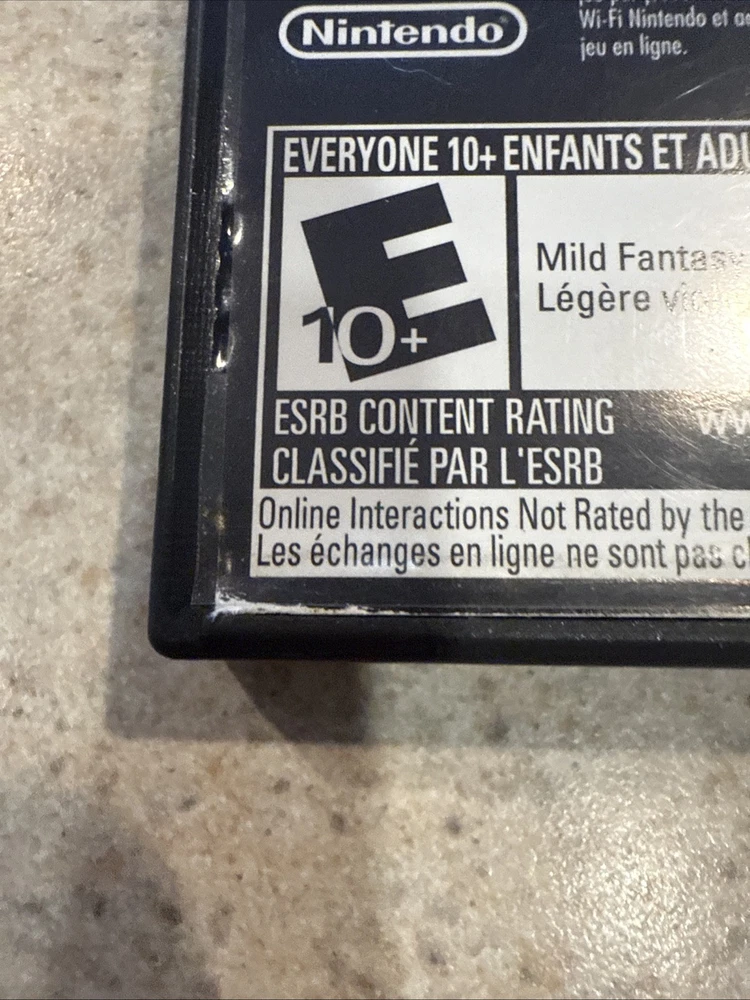 Nintendo®
Wi-Fi Nintendo et
jeu en ligne.
EVERYONE 10+ ENFANTS ET
E
10+
Mild Fantasy
Légère
ESRB CONTENT RATING
CLASSIFIÉ PAR L'ESRB
Online Interactions Not Rated by the
Les échanges en ligne ne sont pas